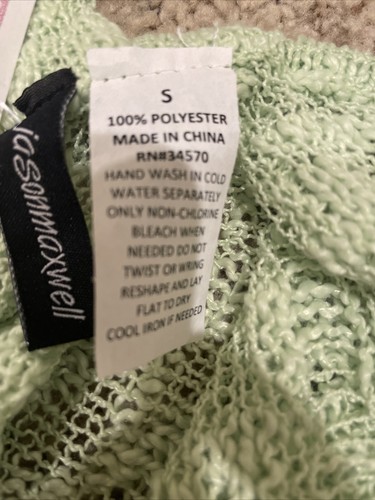 S
100% POLYESTER
MADE IN CHINA
RN#34570
HAND WASH IN COLD
WATER SEPARATELY
ONLY NON-CHLORINE
BLEACH WHEN
NEEDED DO NOT
TWIST OR WRING
RESHAPE AND LAY
FLAT TO DRY
COOL IRON IF NEEDED
jasonmaxwell